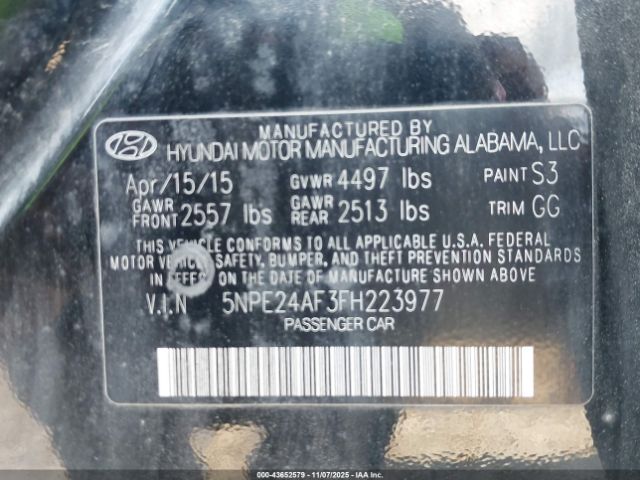 MANUFACTURED BY
HYUNDAI MOTOR MANUFACTURING ALABAMA, LLC
Apr/15/15 GVWR 4497 lbs PAINT S3
GAWR FRONT 2557 lbs GAWR REAR 2513 lbs TRIM GG
THIS VEHICLE CONFORMS TO ALL APPLICABLE U.S.A. FEDERAL
MOTOR VEHICLE SAFETY, BUMPER, AND THEFT PREVENTION STANDARDS
IN EFFECT ON THE DATE OF MANUFACTURE SHOWN ABOVE
V.I.N 5NPE24AF3FH223977
PASSENGER CAR
000-43652579 - 11/07/2025 - IAAI.COM